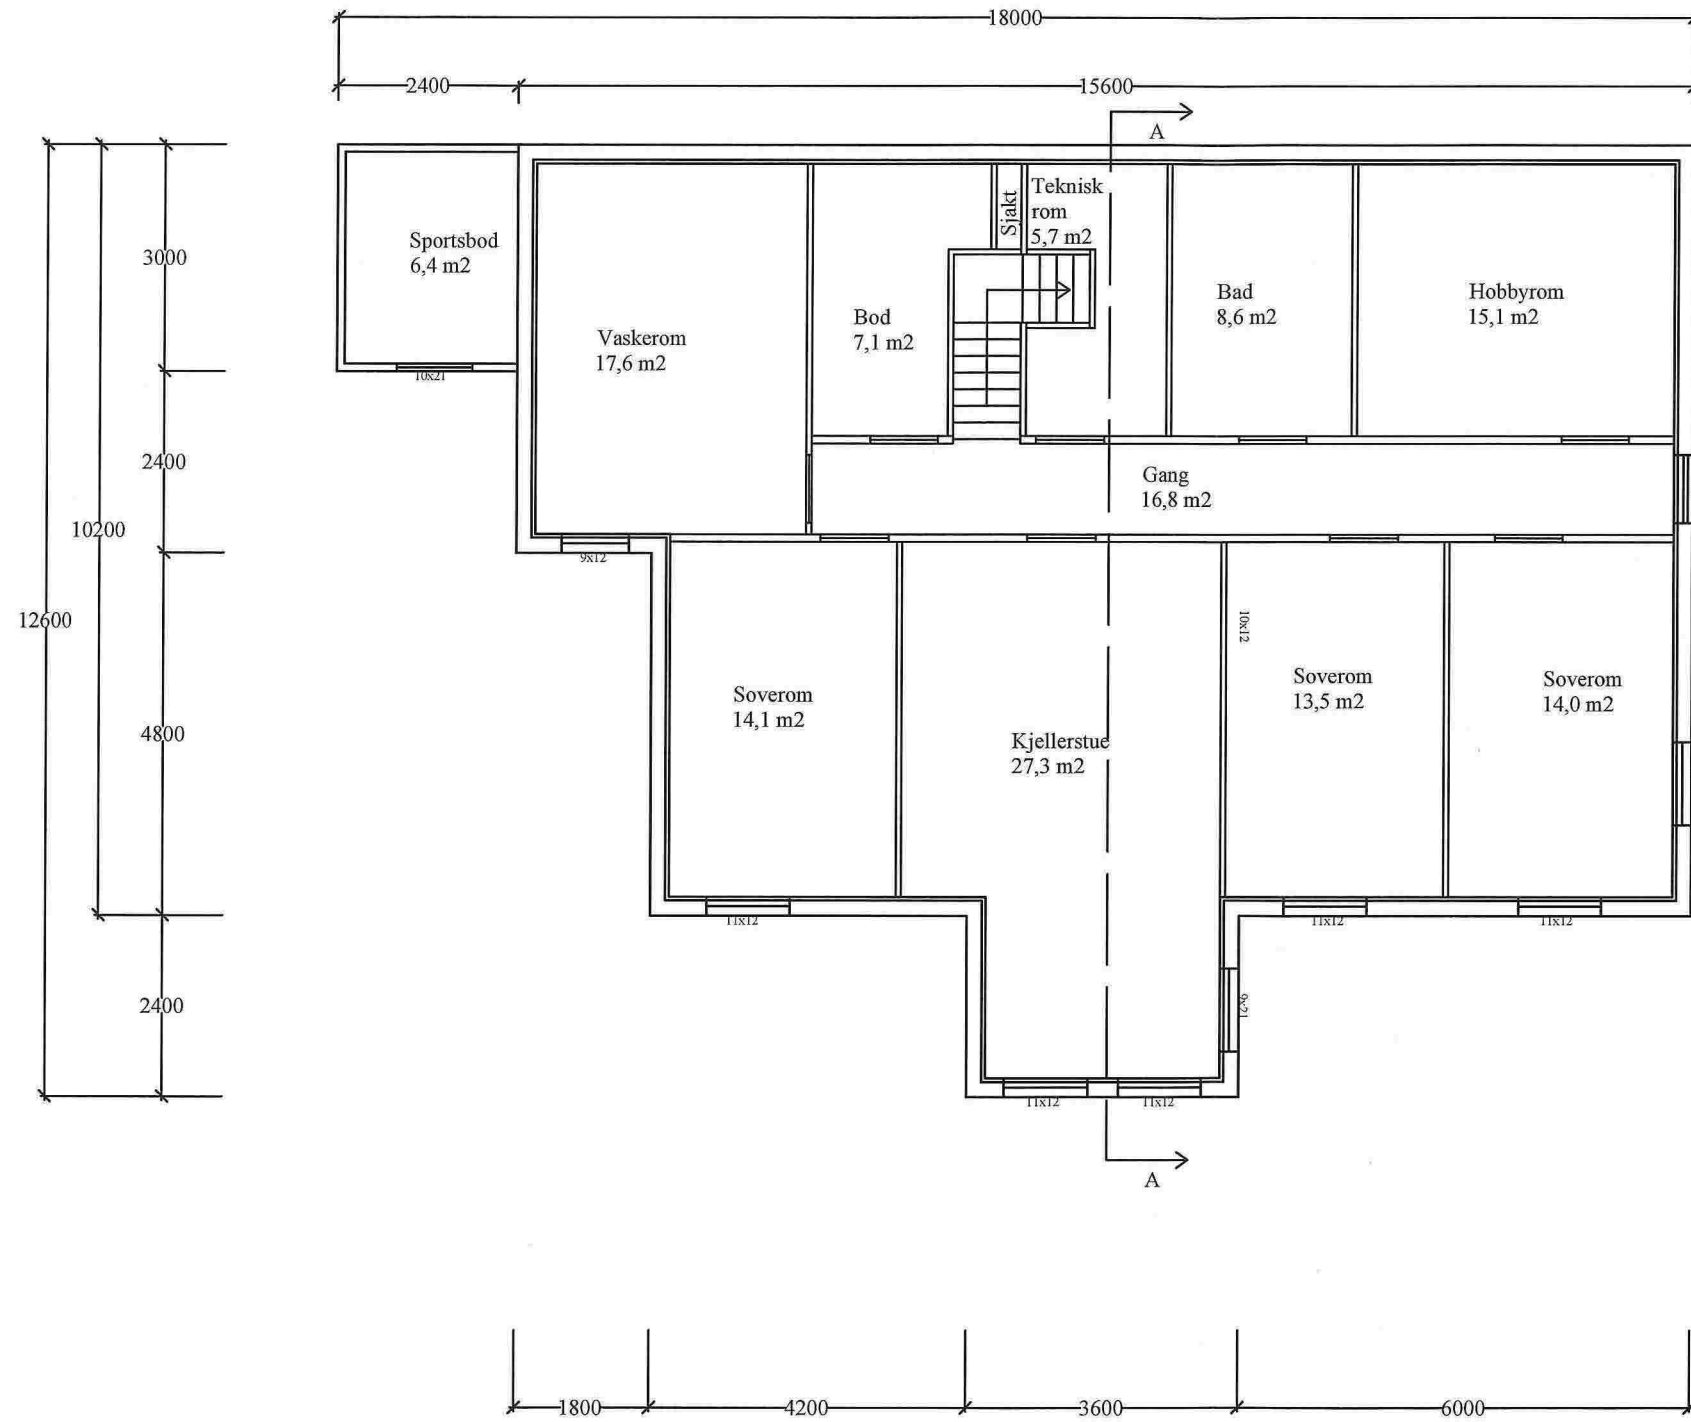 18000
2400
15600
A
Sportsbod
6,4 m2
10x21
Vaskerom
17,6 m2
9x12
Bod
7,1 m2
Sjakt
Teknisk
rom
5,7 m2
Bad
8,6 m2
Hobbyrom
15,1 m2
Gang
16,8 m2
3000
2400
10200
12600
4800
2400
Soverom
14,1 m2
11x12
Kjellerstue
27,3 m2
10x12
Soverom
13,5 m2
11x12
Soverom
14,0 m2
11x12
9x21
11x12
11x12
A
1800
4200
3600
6000